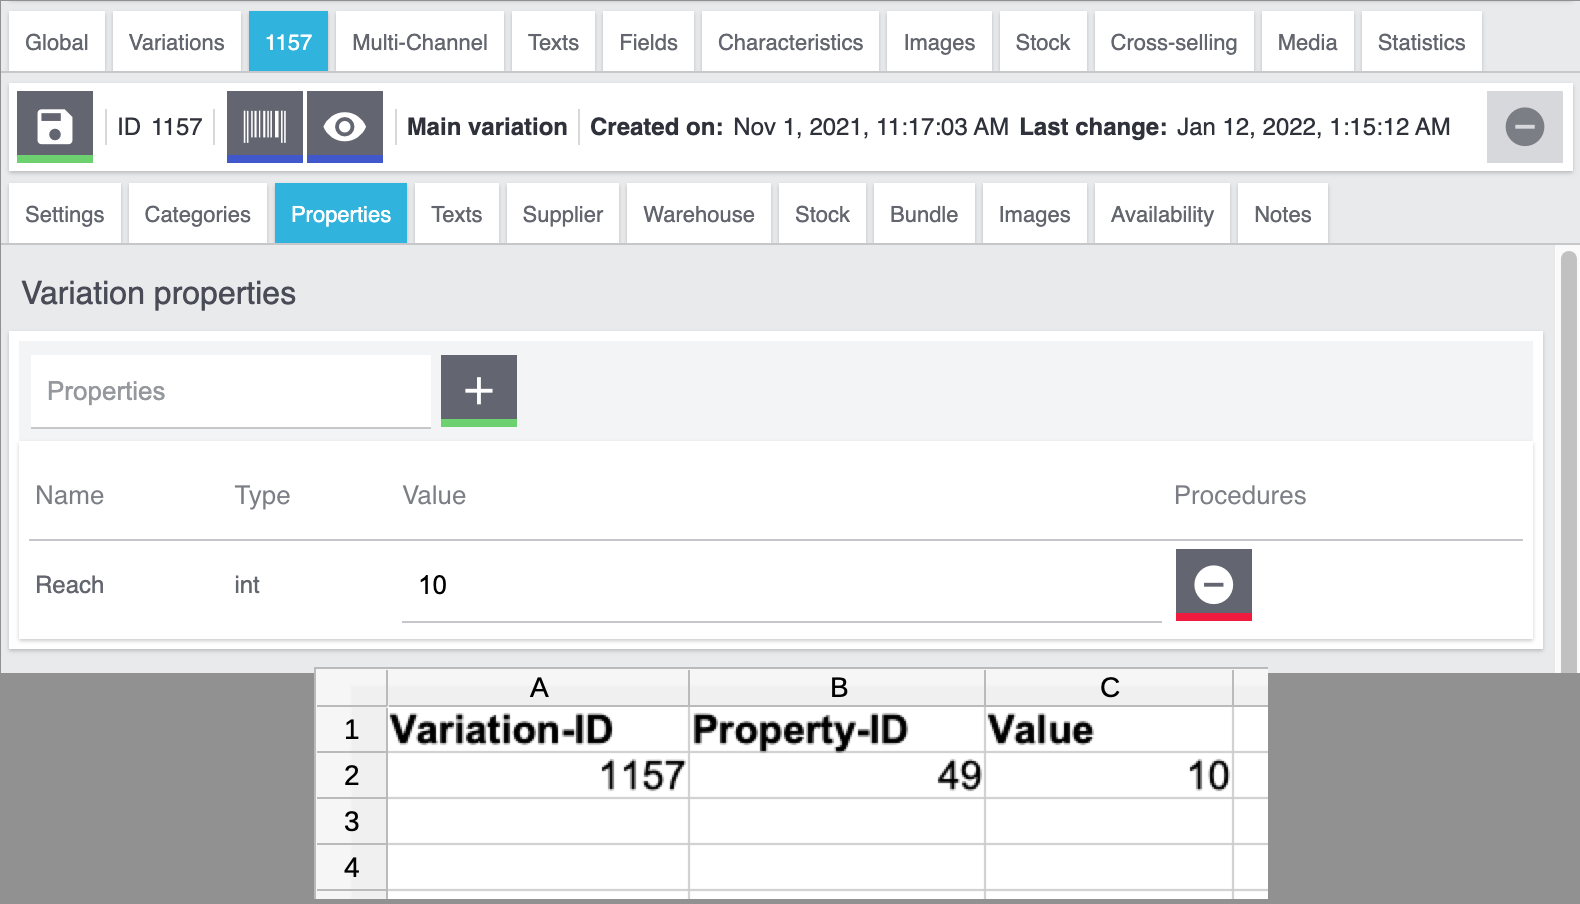 Global Variations 1157 Multi-Channel Texts Fields Characteristics Images Stock Cross-selling Media Statistics
ID 1157 Main variation Created on: Nov 1, 2021, 11:17:03 AM Last change: Jan 12, 2022, 1:15:12 AM
Settings Categories Properties Texts Supplier Warehouse Stock Bundle Images Availability Notes
Variation properties
Properties
Name Type Value Procedures
Reach int 10
A B C
1 Variation-ID Property-ID Value
2 1157 49 10
3
4